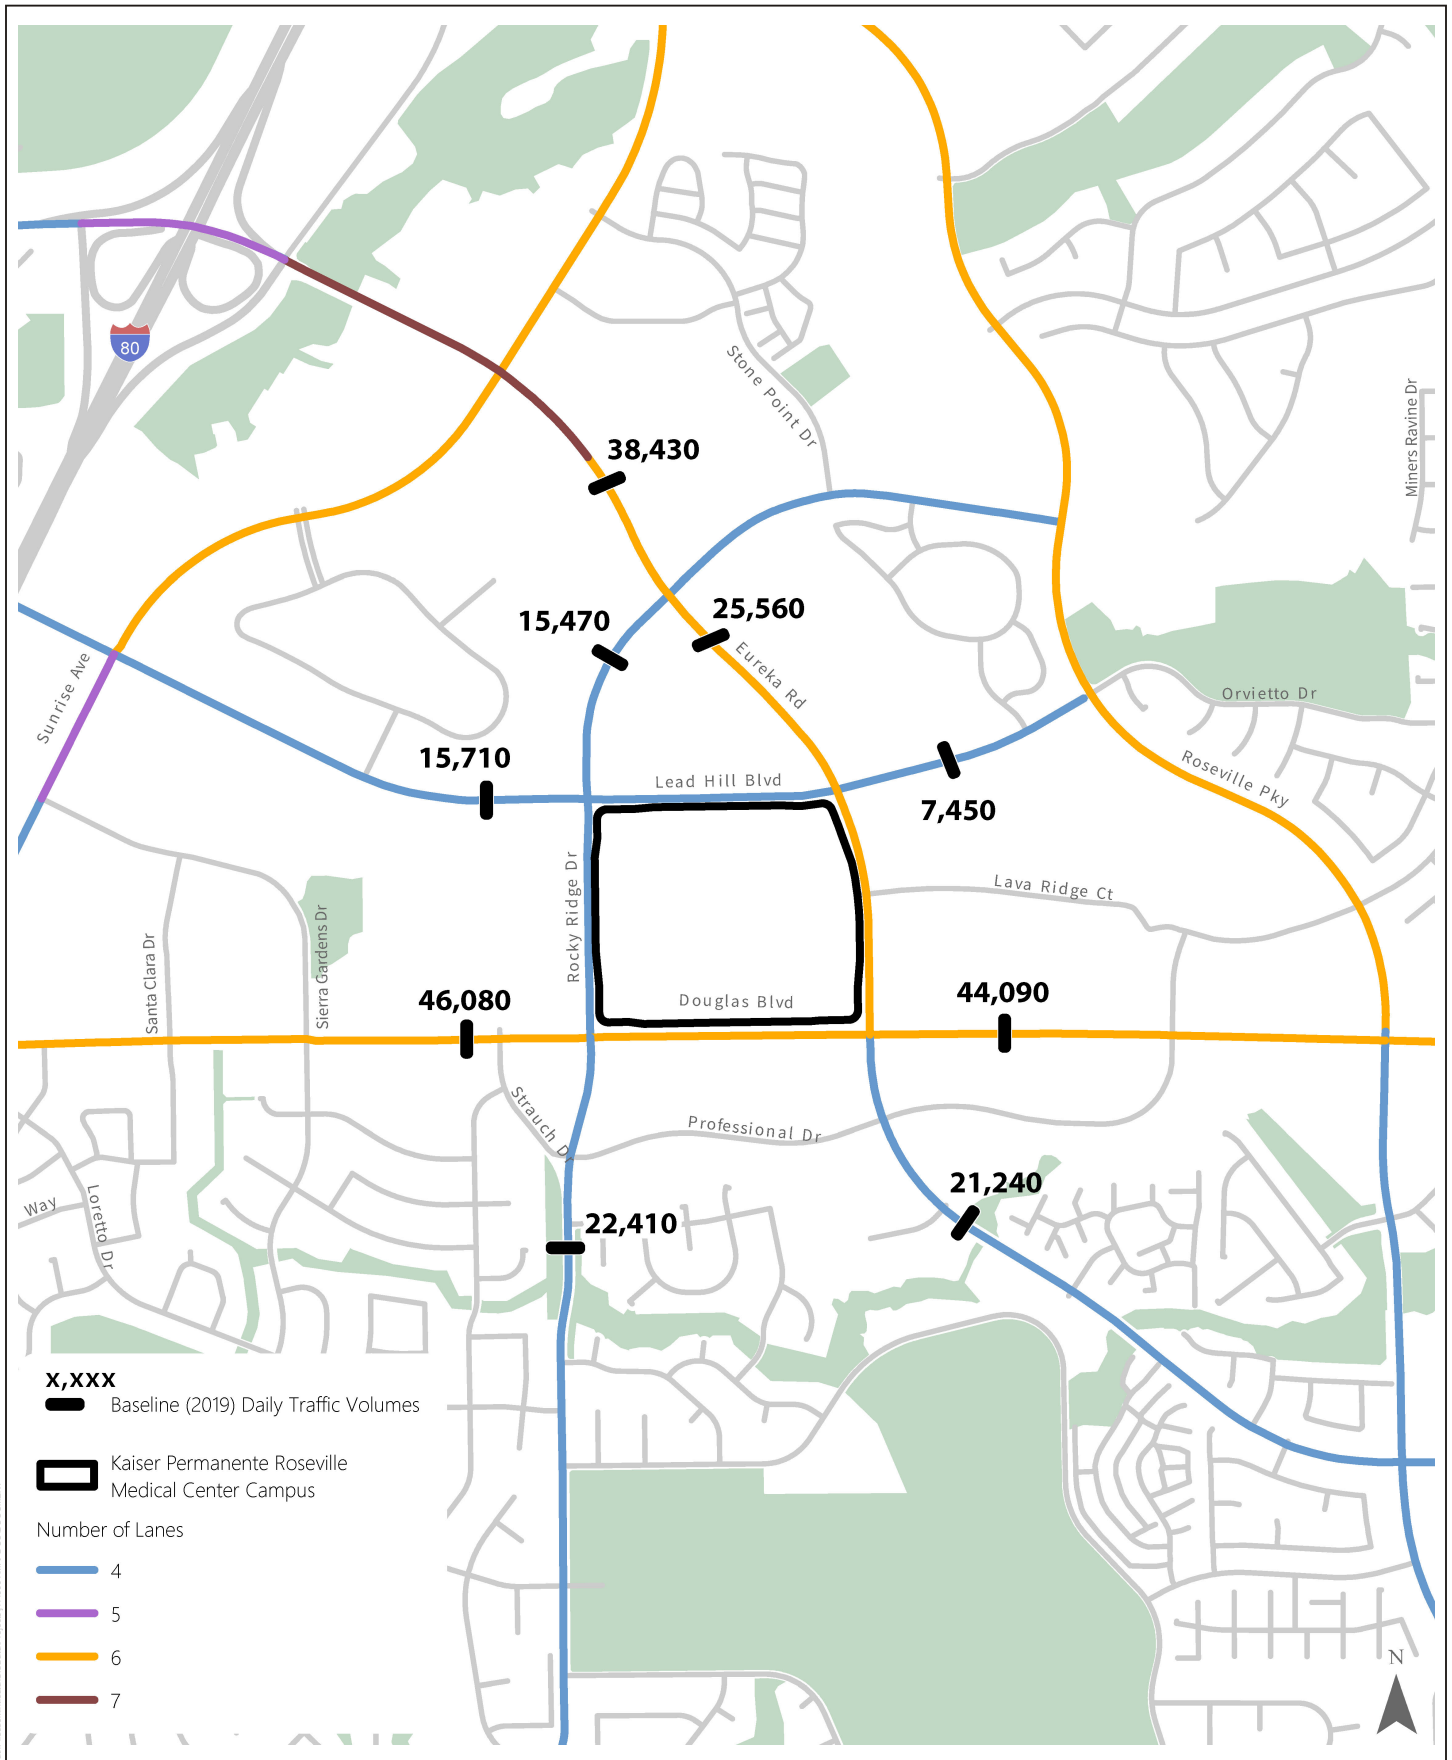 80
Stone Point Dr
Miners Ravine Dr
38,430
15,470
25,560
Eureka Rd
Sunrise Ave
Orvietto Dr
15,710
Lead Hill Blvd
7,450
Roseville Pky
Rocky Ridge Dr
Lava Ridge Ct
Santa Clara Dr
Sierra Gardens Dr
46,080
Douglas Blvd
44,090
Strauch Dr
Professional Dr
Way
Loretto Dr
21,240
22,410
x,xxx
Baseline (2019) Daily Traffic Volumes
Kaiser Permanente Roseville
Medical Center Campus
Number of Lanes
4
5
6
7
N